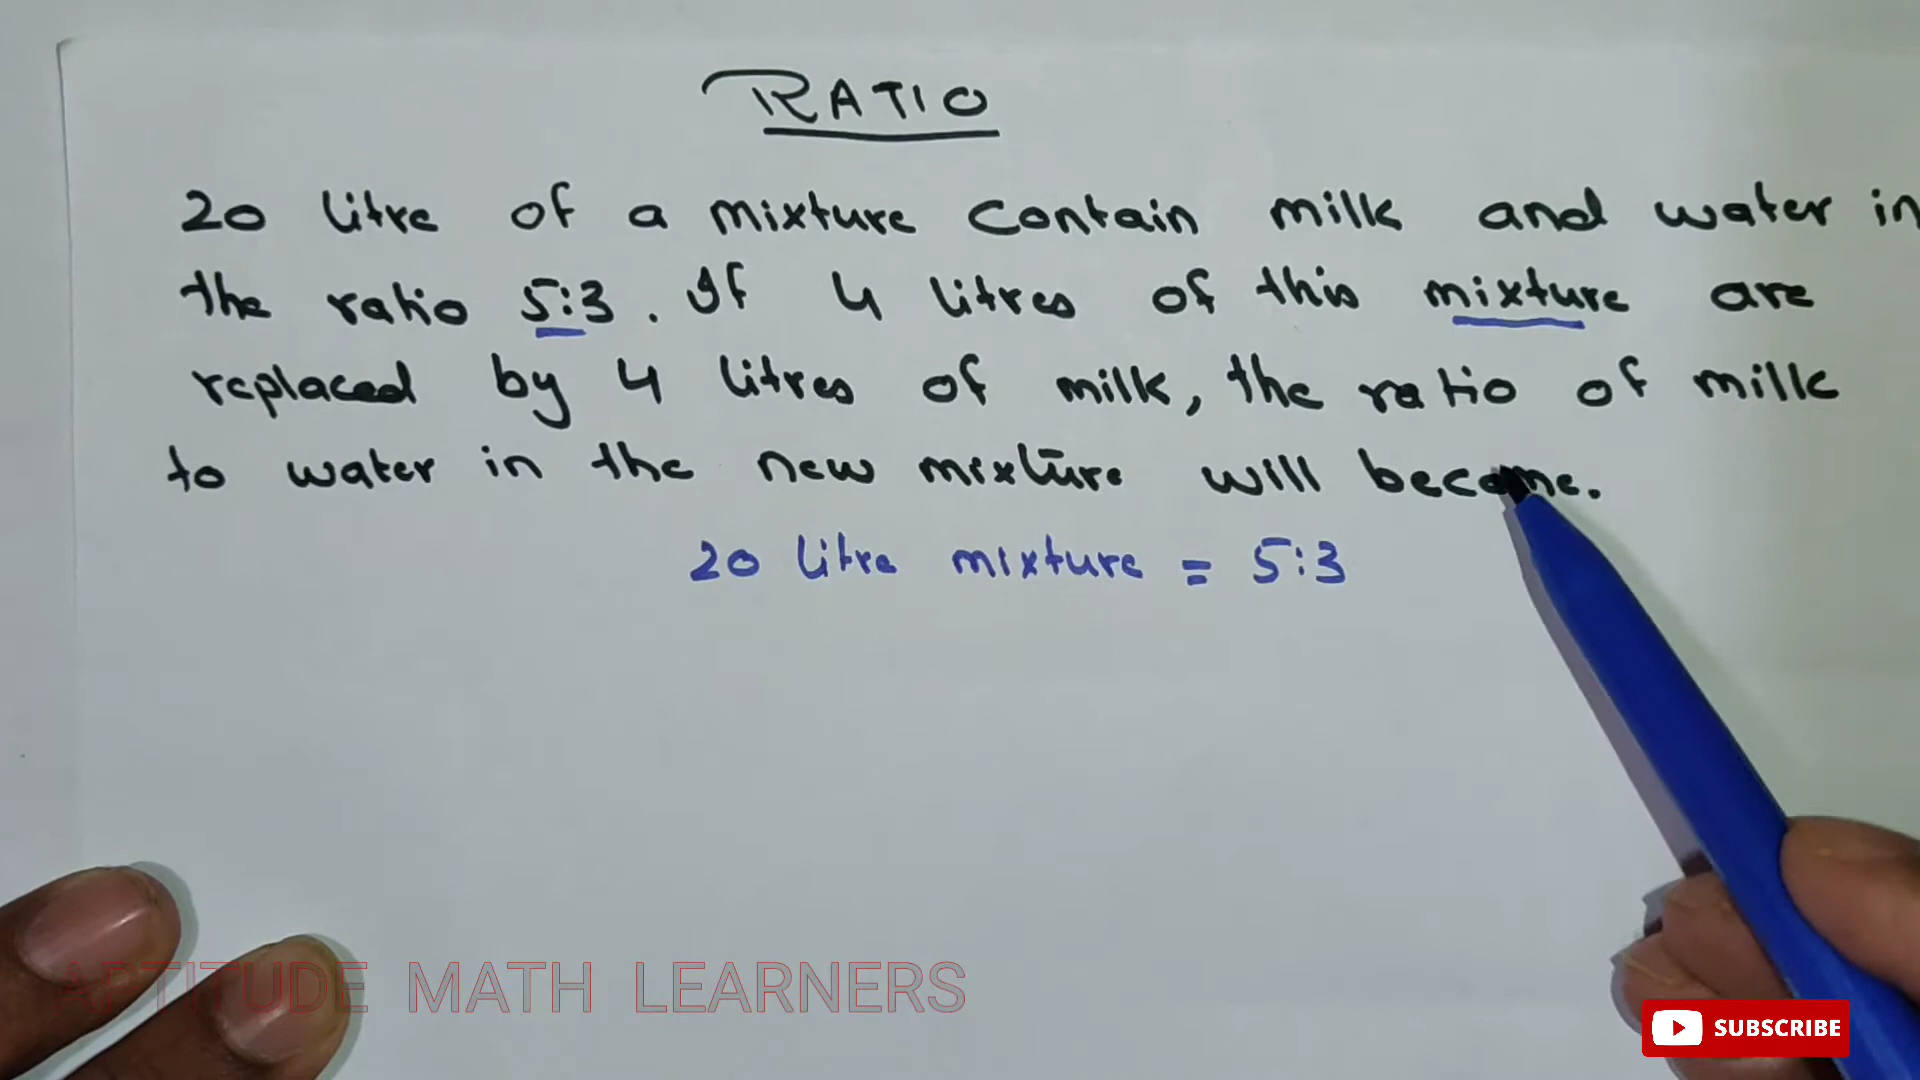 RATIO
20 litre of a mixture contain milk and water in
the ratio 5:3. If 4 litres of this mixture are
replaced by 4 litres of milk, the ratio of milk
to water in the new mixture will become.
20 litre mixture = 5:3
APTITUDE MATH LEARNERS
SUBSCRIBE